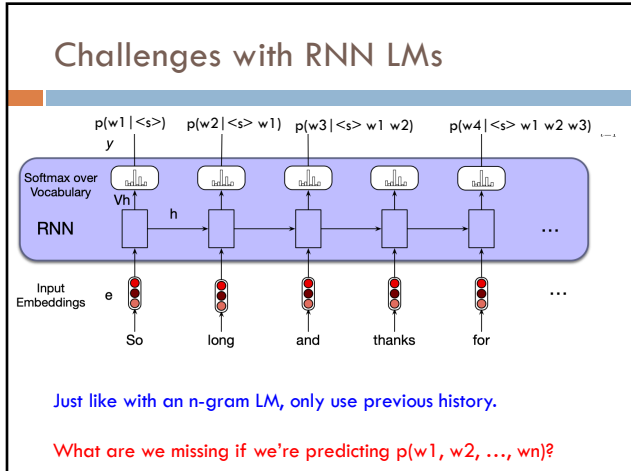 Challenges with RNN LMs
p(w1|<s>) p(w2|<s> w1) p(w3|<s> w1 w2) p(w4|<s> w1 w2 w3)
y
Softmax over
Vocabulary
Vh
RNN h ...
Input
Embeddings e ...
So long and thanks for
Just like with an n-gram LM, only use previous history.
What are we missing if we’re predicting p(w1, w2, …, wn)?